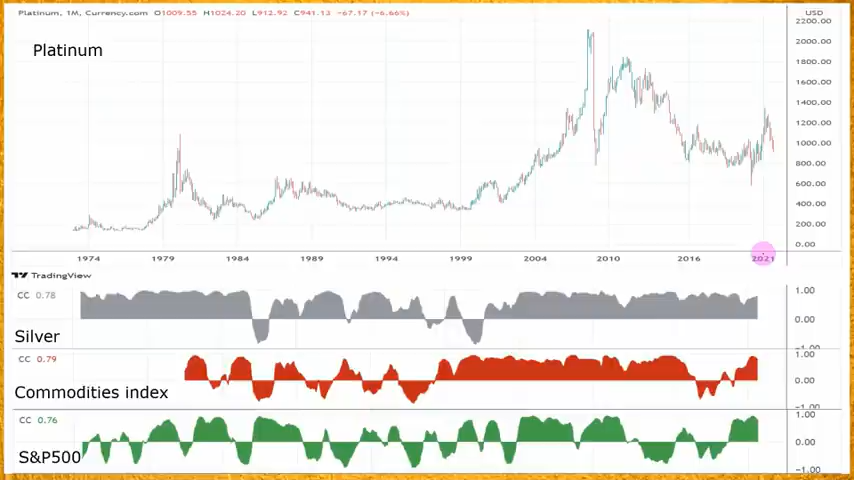 Platinum, 1M, Currency.com O1009.55 H1024.20 L912.92 C941.13 −67.17 (−6.66%)
USD
Platinum
2200.00
2000.00
1800.00
1600.00
1400.00
1200.00
1000.00
800.00
600.00
400.00
200.00
0.00
1974 1979 1984 1989 1994 1999 2004 2010 2016 2021
TradingView
CC 0.78
1.00
0.00
Silver
−1.00
CC 0.79
1.00
0.00
Commodities index
−1.00
CC 0.76
1.00
0.00
S&P500
−1.00